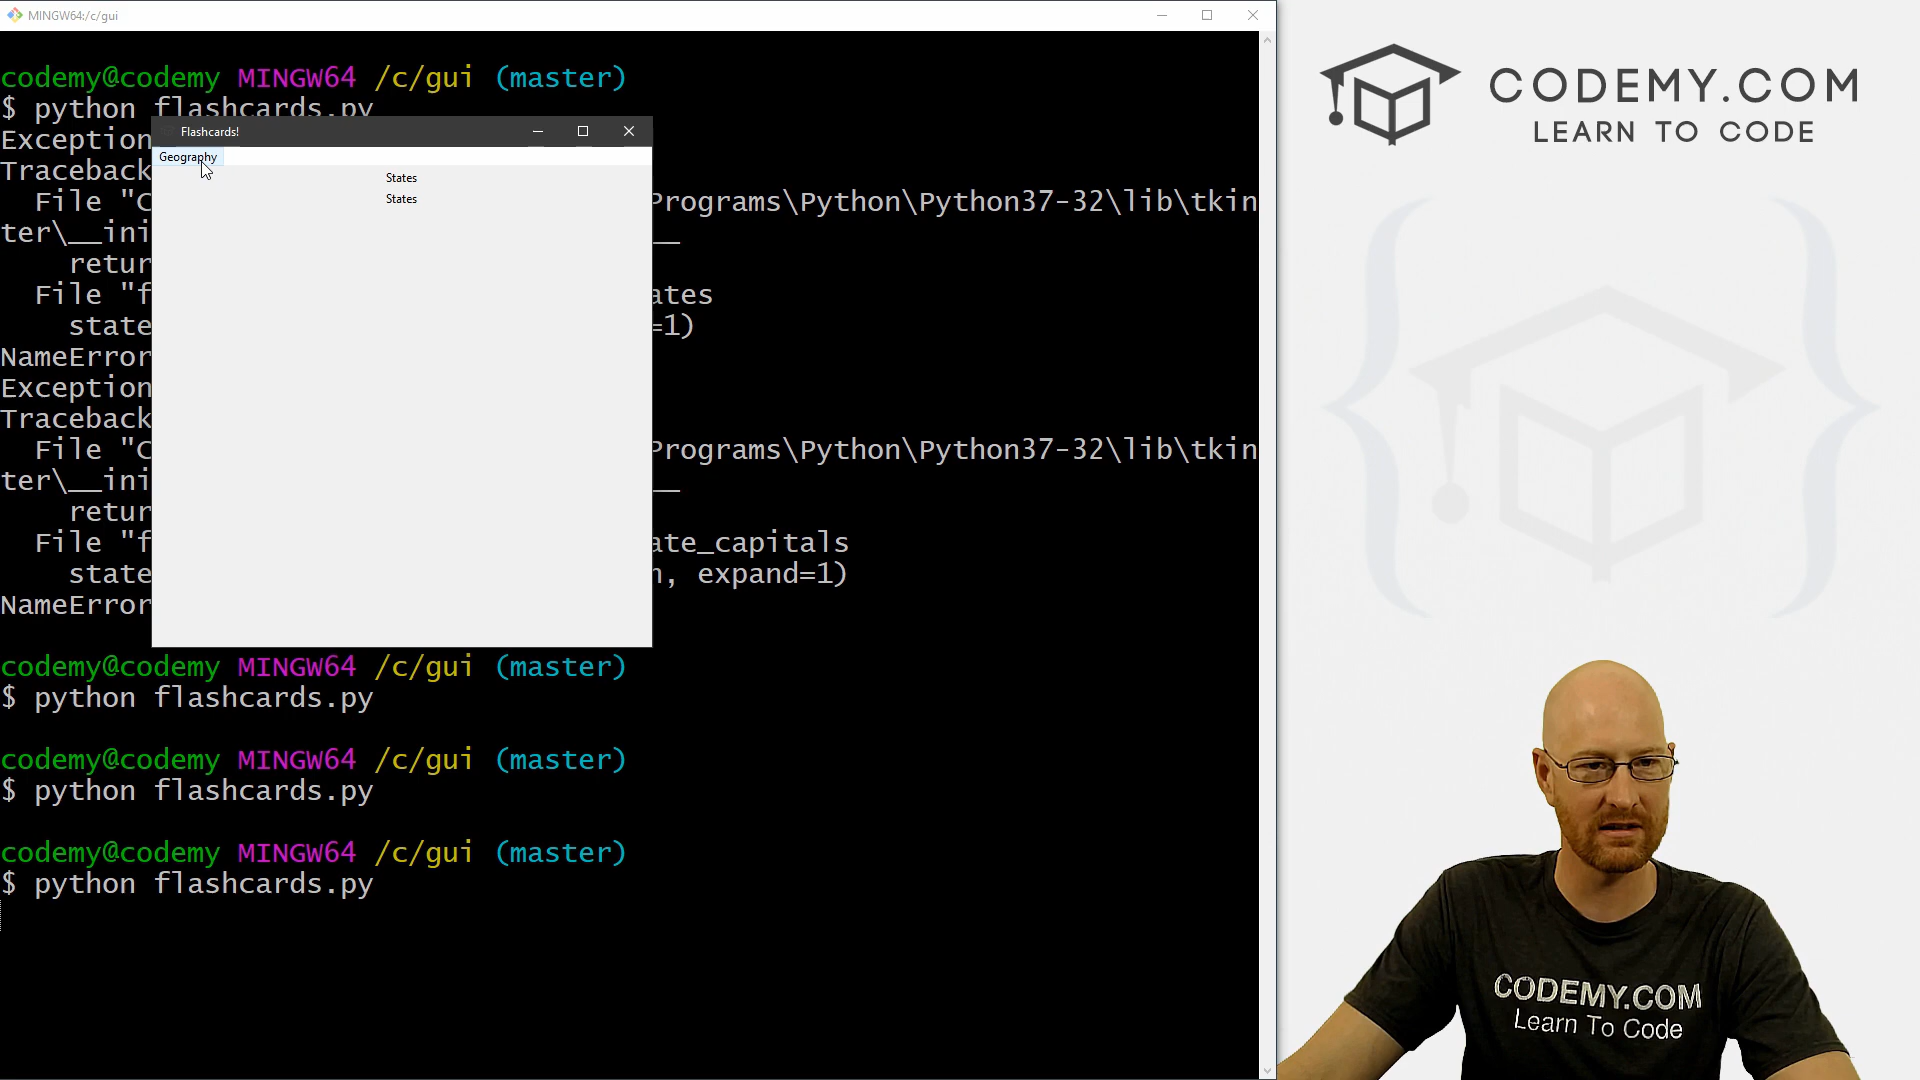 MINGW64:/c/gui
codemy@codemy MINGW64 /c/gui (master)
$ python flashcards.py
Exception
Traceback
File "C
Programs\Python\Python37-32\lib\tkin
ter\__ini
__
retur
File "f
ates
state
=1)
NameError
Exception
Traceback
File "C
Programs\Python\Python37-32\lib\tkin
ter\__ini
__
retur
File "f
ate_capitals
state
, expand=1)
NameError
Flashcards!
Geography
States
States
codemy@codemy MINGW64 /c/gui (master)
$ python flashcards.py
codemy@codemy MINGW64 /c/gui (master)
$ python flashcards.py
codemy@codemy MINGW64 /c/gui (master)
$ python flashcards.py
CODEMY.COM
LEARN TO CODE
CODEMY.COM
Learn To Code